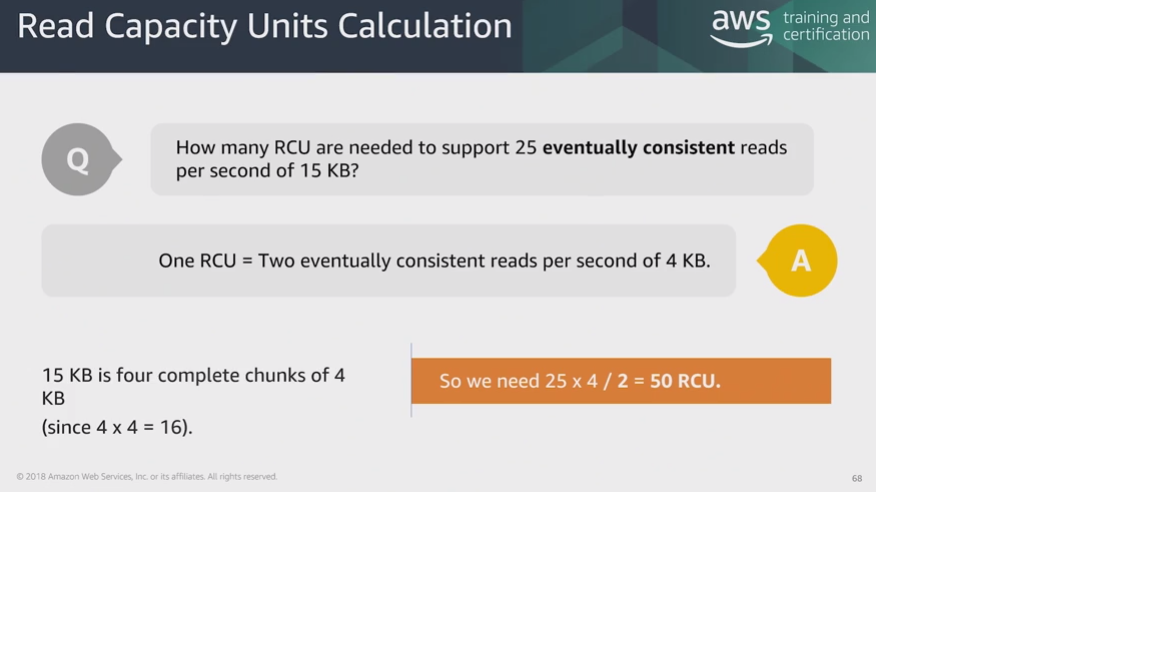 Read Capacity Units Calculation
aws training and
certification
Q
How many RCU are needed to support 25 eventually consistent reads
per second of 15 KB?
One RCU = Two eventually consistent reads per second of 4 KB.
A
15 KB is four complete chunks of 4
KB
(since 4 x 4 = 16).
So we need 25 x 4 / 2 = 50 RCU.
© 2018 Amazon Web Services, Inc. or its affiliates. All rights reserved.
68